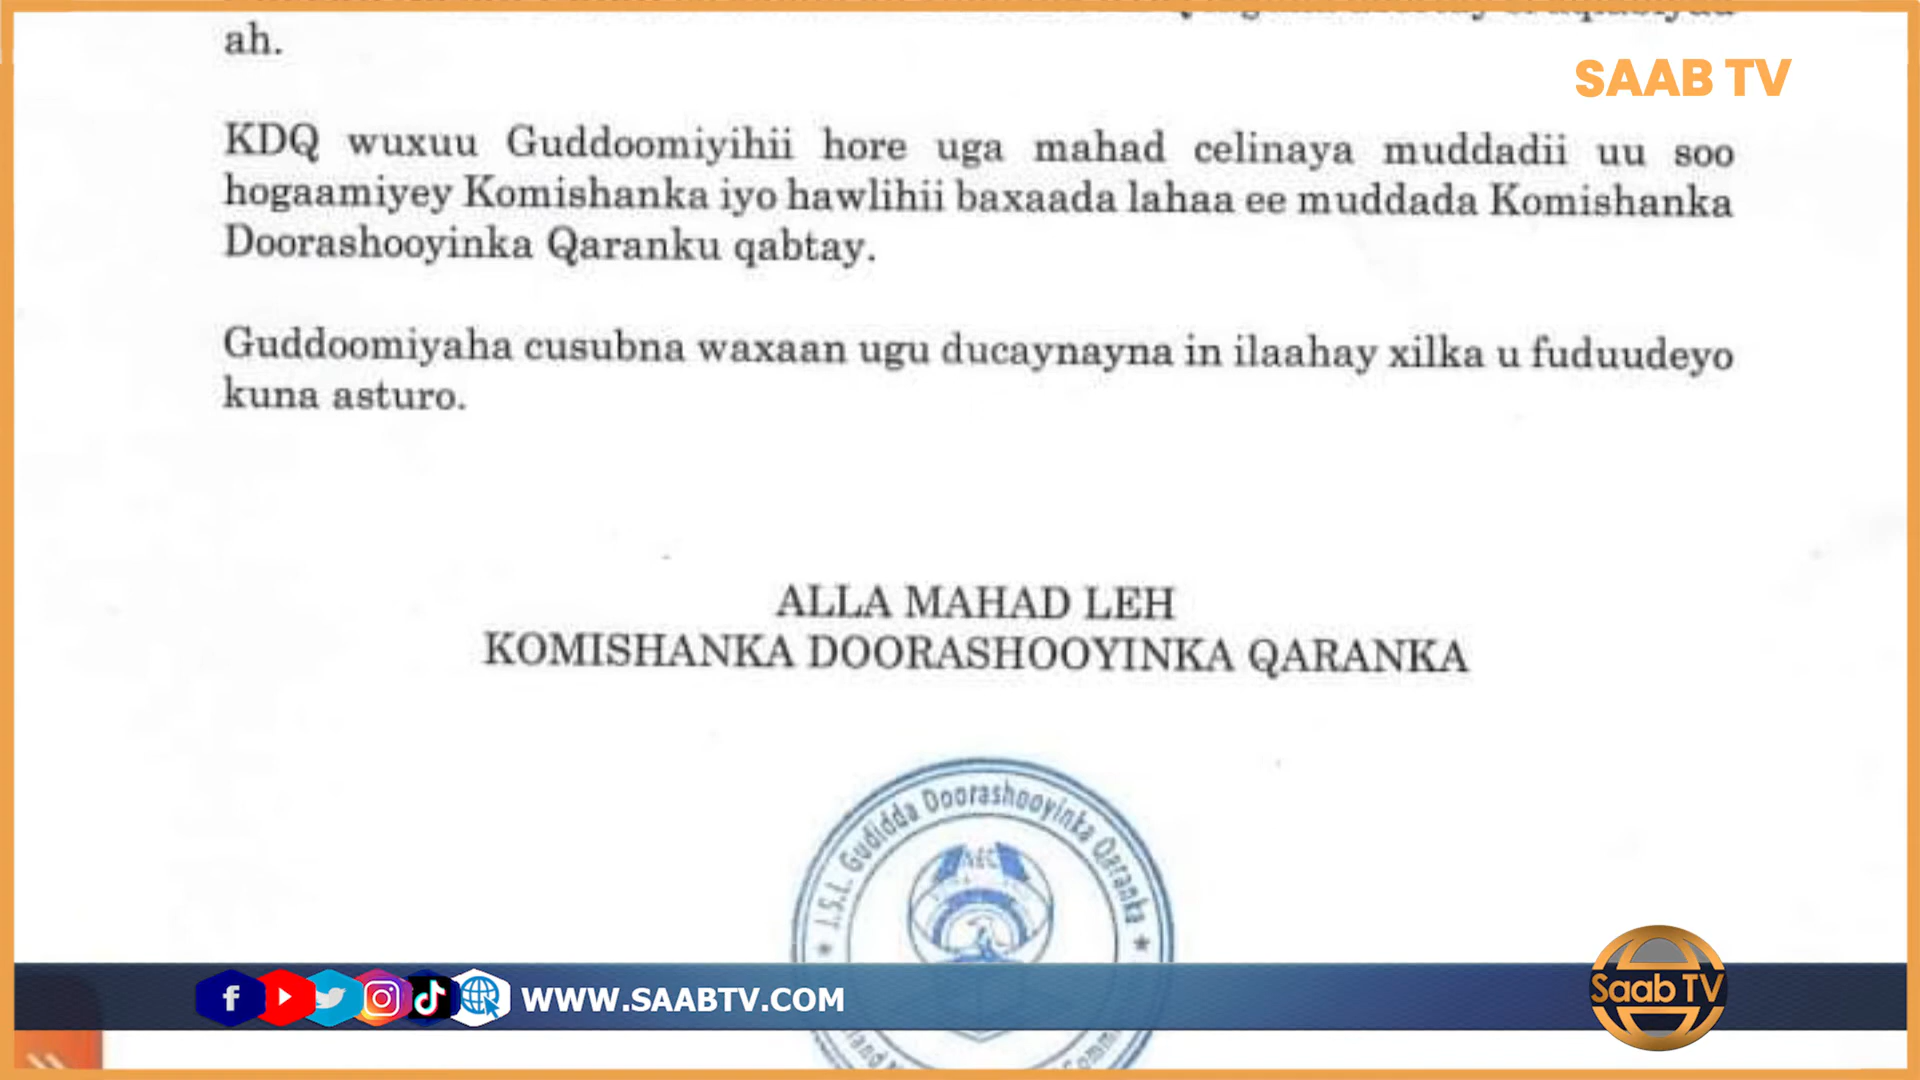 ah.
SAAB TV
KDQ wuxuu Guddoomiyihii hore uga mahad celinaya muddadii uu soo
hogaamiyey Komishanka iyo hawlihii baxaada lahaa ee muddada Komishanka
Doorashooyinka Qaranku qabtay.
Guddoomiyaha cusubna waxaan ugu ducaynayna in ilaahay xilka u fuduudeyo
kuna asturo.
ALLA MAHAD LEH
KOMISHANKA DOORASHOOYINKA QARANKA
J.S.L. Gudidda Doorashooyinka Qaranka
NEC
Saab TV
WWW.SAABTV.COM